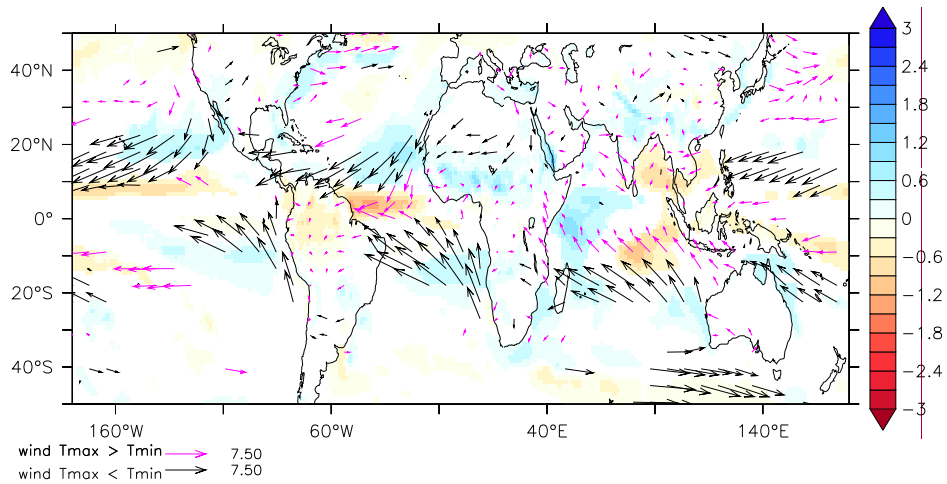 40°N
20°N
0°
20°S
40°S
160°W
60°W
40°E
140°E
3
2.4
1.8
1.2
0.6
0
−0.6
−1.2
−1.8
−2.4
−3
wind Tmax > Tmin 7.50
wind Tmax < Tmin 7.50